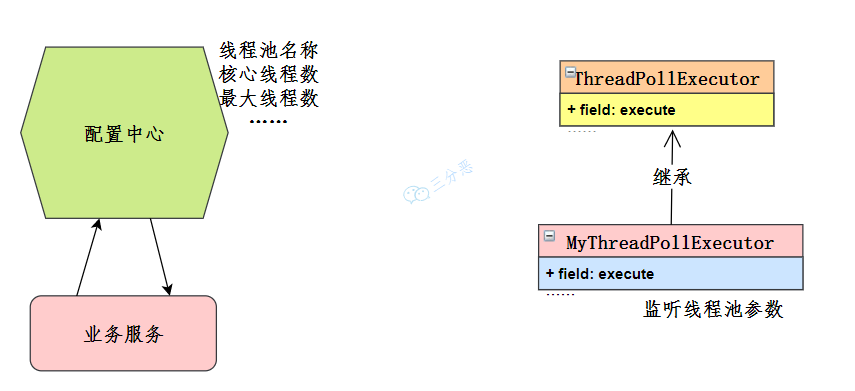 线程池名称
核心线程数
最大线程数
……
配置中心
业务服务
三分恶
ThreadPollExecutor
+ field: execute
......
继承
MyThreadPollExecutor
+ field: execute
......
监听线程池参数